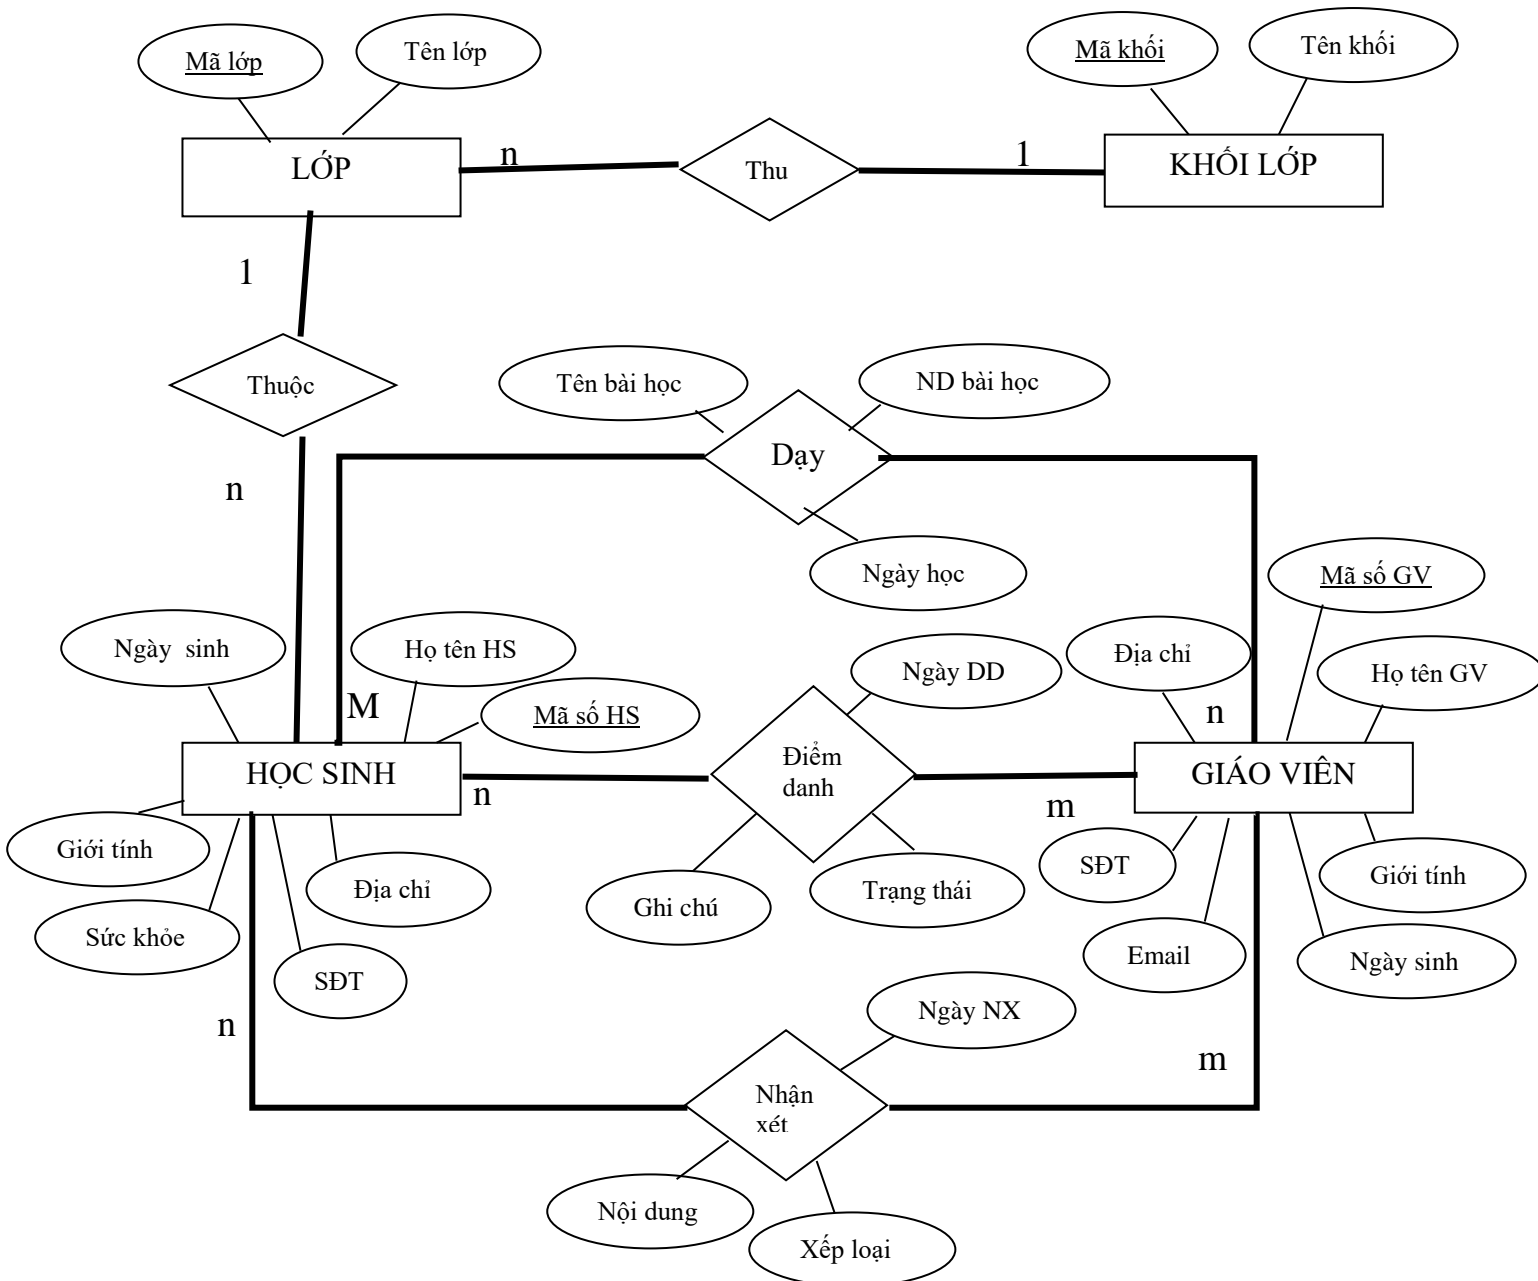 Mã lớp
Tên lớp
Mã khối
Tên khối
LỚP
n
Thu
1
KHỐI LỚP
1
Thuộc
Tên bài học
ND bài học
Dạy
n
Ngày học
Mã số GV
Ngày  sinh
Họ tên HS
Ngày DD
Địa chỉ
Họ tên GV
M
Mã số HS
n
HỌC SINH
n
Điểm
danh
m
GIÁO VIÊN
Giới tính
Địa chỉ
Ghi chú
Trạng thái
SĐT
Giới tính
Sức khỏe
SĐT
Email
Ngày sinh
n
Ngày NX
m
Nhận
xét
Nội dung
Xếp loại